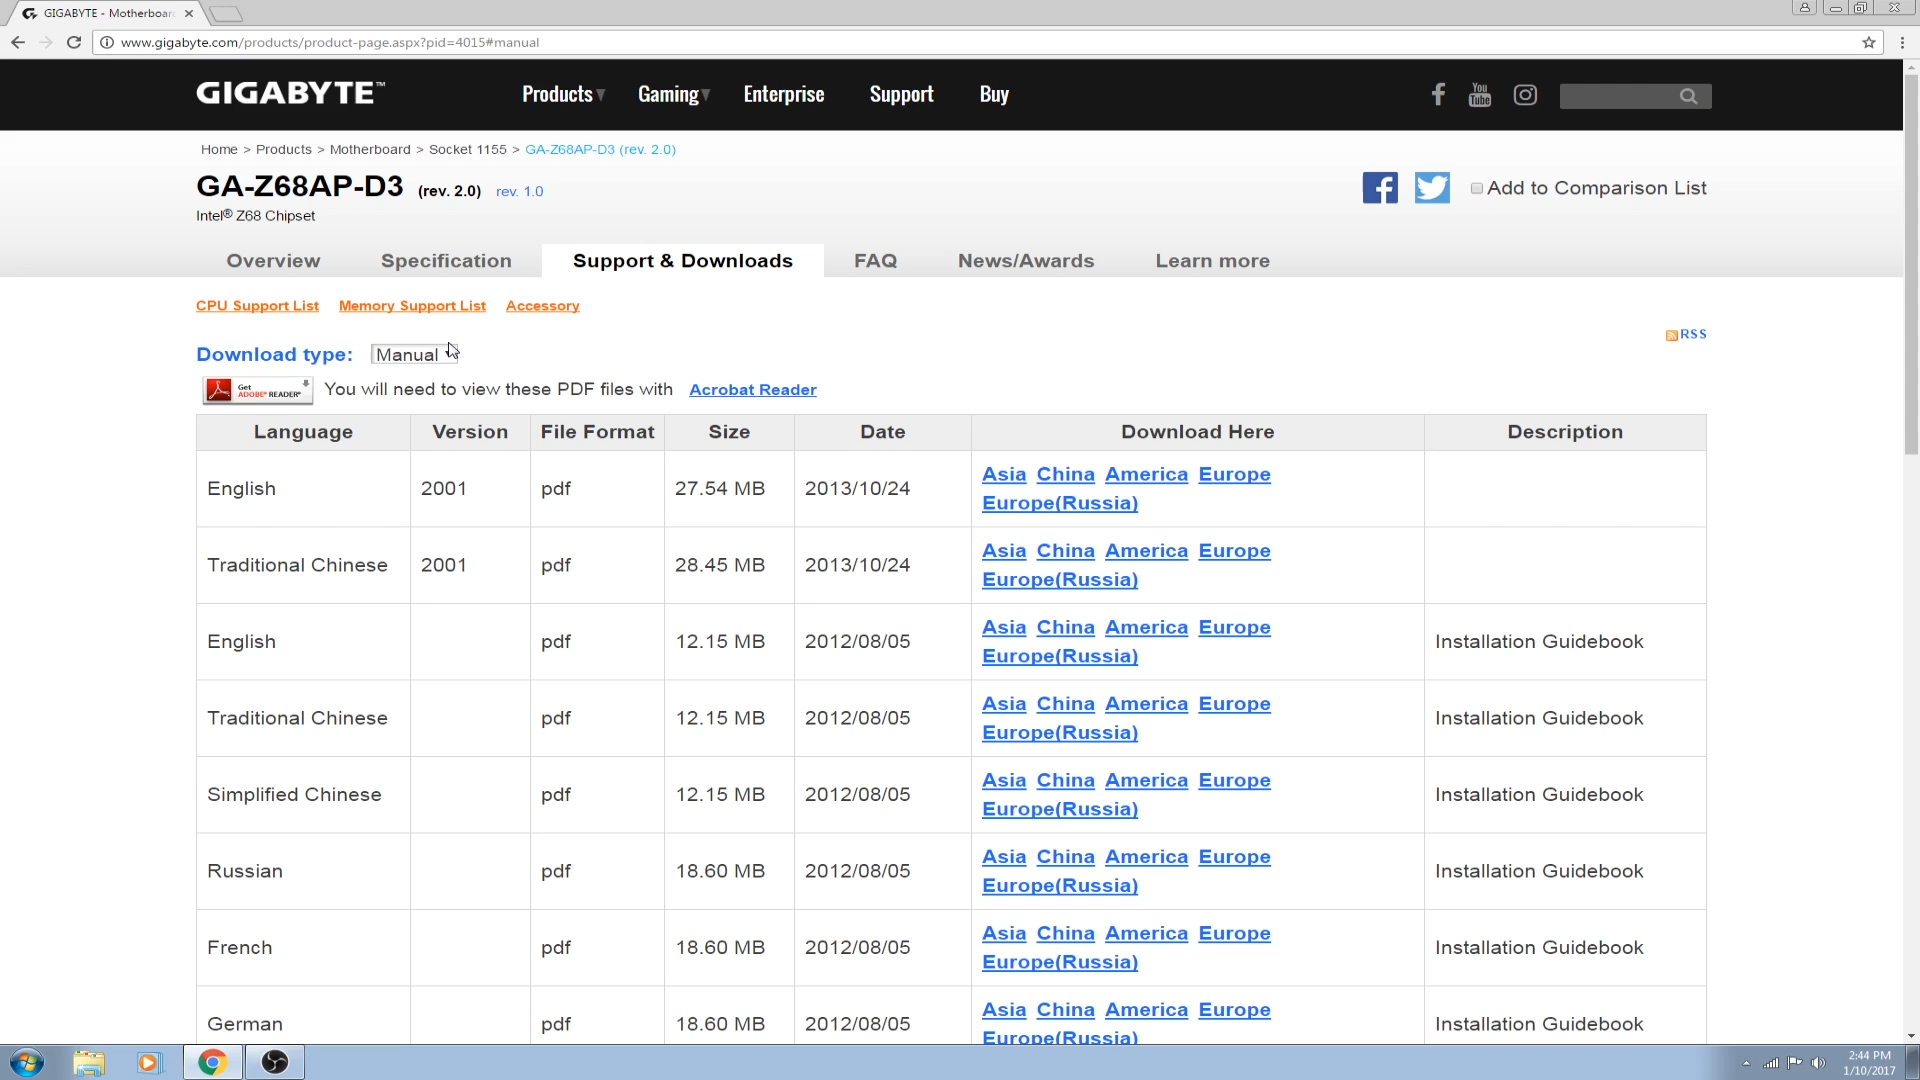 GIGABYTE - Motherboar
www.gigabyte.com/products/product-page.aspx?pid=4015#manual
GIGABYTE™ Products Gaming Enterprise Support Buy You Tube
Home > Products > Motherboard > Socket 1155 > GA-Z68AP-D3 (rev. 2.0)
GA-Z68AP-D3 (rev. 2.0) rev. 1.0
Add to Comparison List
Intel® Z68 Chipset
Overview Specification Support & Downloads FAQ News/Awards Learn more
CPU Support List Memory Support List Accessory
RSS
Download type: Manual
Get ADOBE® READER® You will need to view these PDF files with Acrobat Reader
Language Version File Format Size Date Download Here Description
English 2001 pdf 27.54 MB 2013/10/24 Asia China America Europe
Europe(Russia)
Traditional Chinese 2001 pdf 28.45 MB 2013/10/24 Asia China America Europe
Europe(Russia)
English pdf 12.15 MB 2012/08/05 Asia China America Europe
Europe(Russia) Installation Guidebook
Traditional Chinese pdf 12.15 MB 2012/08/05 Asia China America Europe
Europe(Russia) Installation Guidebook
Simplified Chinese pdf 12.15 MB 2012/08/05 Asia China America Europe
Europe(Russia) Installation Guidebook
Russian pdf 18.60 MB 2012/08/05 Asia China America Europe
Europe(Russia) Installation Guidebook
French pdf 18.60 MB 2012/08/05 Asia China America Europe
Europe(Russia) Installation Guidebook
German pdf 18.60 MB 2012/08/05 Asia China America Europe
Europe(Russia) Installation Guidebook
2:44 PM
1/10/2017